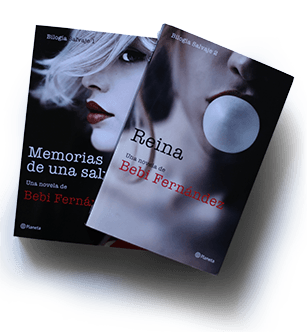 Bilogía Salvaje 1
Memorias
de una sal
Una novela de
Bebi Fernán
Planeta
Bilogía Salvaje 2
Reina
Una novela de
Bebi Fernández
Planeta